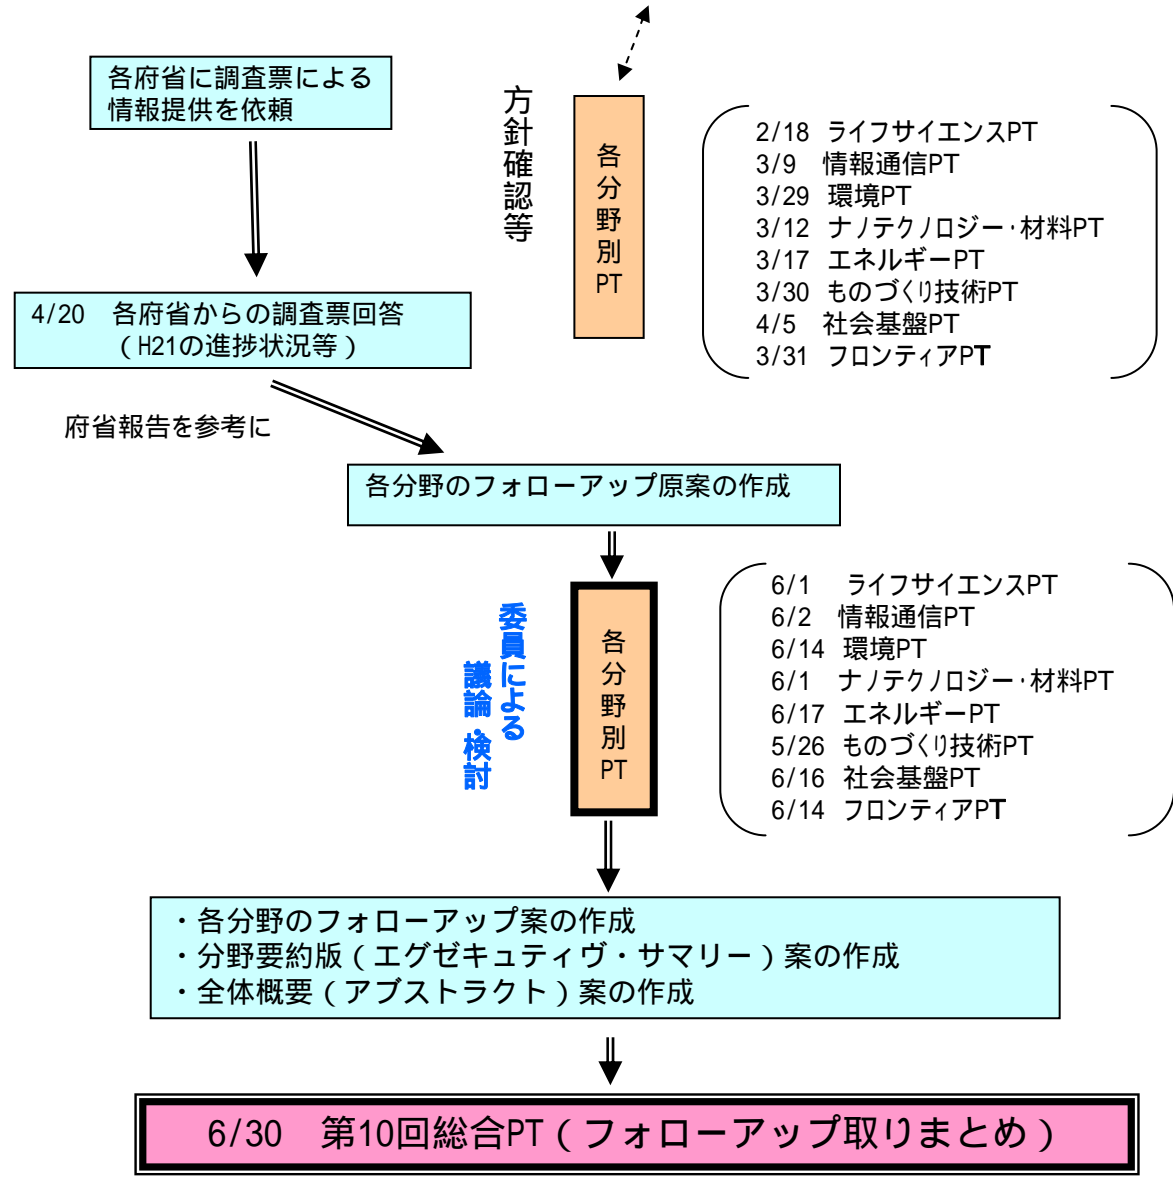 各府省に調査票による
情報提供を依頼
方針確認等
各分野別PT
2/18 ライフサイエンスPT
3/9 情報通信PT
3/29 環境PT
3/12 ナノテクノロジー・材料PT
3/17 エネルギーPT
3/30 ものづくり技術PT
4/5 社会基盤PT
3/31 フロンティアPT
4/20 各府省からの調査票回答
（H21の進捗状況等）
府省報告を参考に
各分野のフォローアップ原案の作成
委員による
議論・検討
各分野別PT
6/1 ライフサイエンスPT
6/2 情報通信PT
6/14 環境PT
6/1 ナノテクノロジー・材料PT
6/17 エネルギーPT
5/26 ものづくり技術PT
6/16 社会基盤PT
6/14 フロンティアPT
・各分野のフォローアップ案の作成
・分野要約版（エグゼキュティヴ・サマリー）案の作成
・全体概要（アブストラクト）案の作成
6/30 第10回総合PT（フォローアップ取りまとめ）